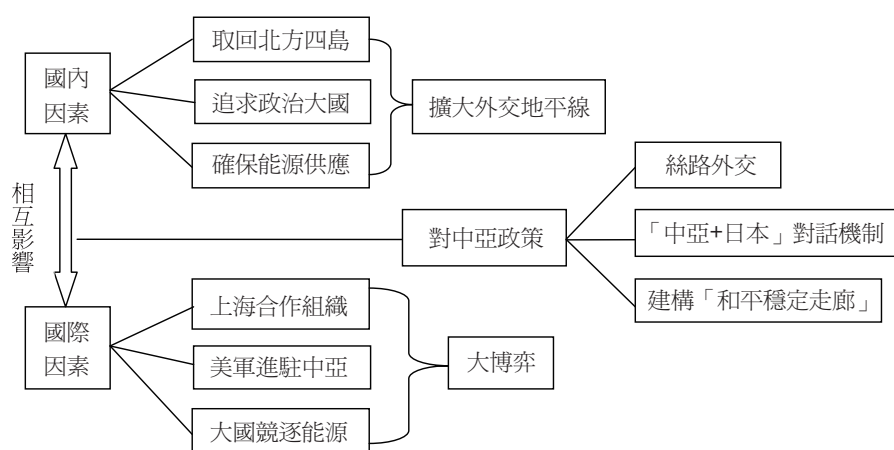 國內
因素
取回北方四島
追求政治大國
確保能源供應
擴大外交地平線
相互影響
對中亞政策
絲路外交
「中亞+日本」對話機制
建構「和平穩定走廊」
國際
因素
上海合作組織
美軍進駐中亞
大國競逐能源
大博弈